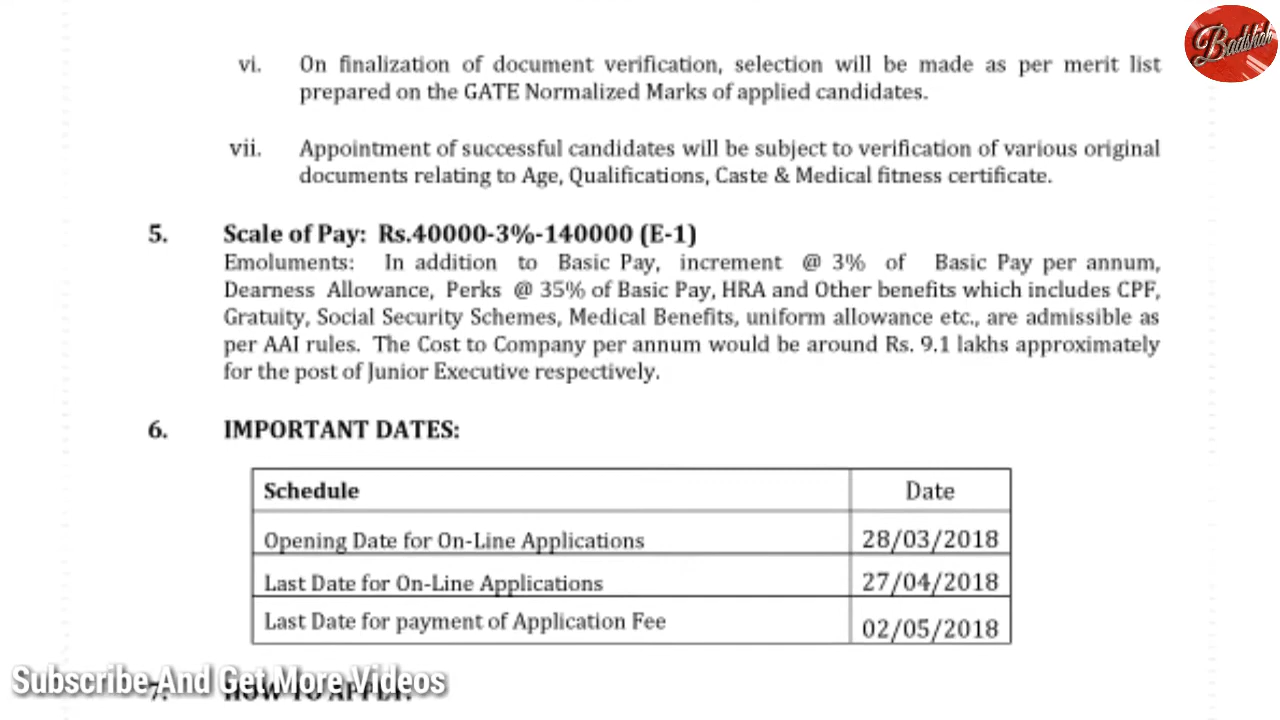 Badshah
vi. On finalization of document verification, selection will be made as per merit list
prepared on the GATE Normalized Marks of applied candidates.
vii. Appointment of successful candidates will be subject to verification of various original
documents relating to Age, Qualifications, Caste & Medical fitness certificate.
5. Scale of Pay: Rs.40000-3%-140000 (E-1)
Emoluments: In addition to Basic Pay, increment @ 3% of Basic Pay per annum,
Dearness Allowance, Perks @ 35% of Basic Pay, HRA and Other benefits which includes CPF,
Gratuity, Social Security Schemes, Medical Benefits, uniform allowance etc., are admissible as
per AAI rules. The Cost to Company per annum would be around Rs. 9.1 lakhs approximately
for the post of Junior Executive respectively.
6. IMPORTANT DATES:
Schedule Date
Opening Date for On-Line Applications 28/03/2018
Last Date for On-Line Applications 27/04/2018
Last Date for payment of Application Fee 02/05/2018
Subscribe And Get More Videos
7. HOW TO APPLY: